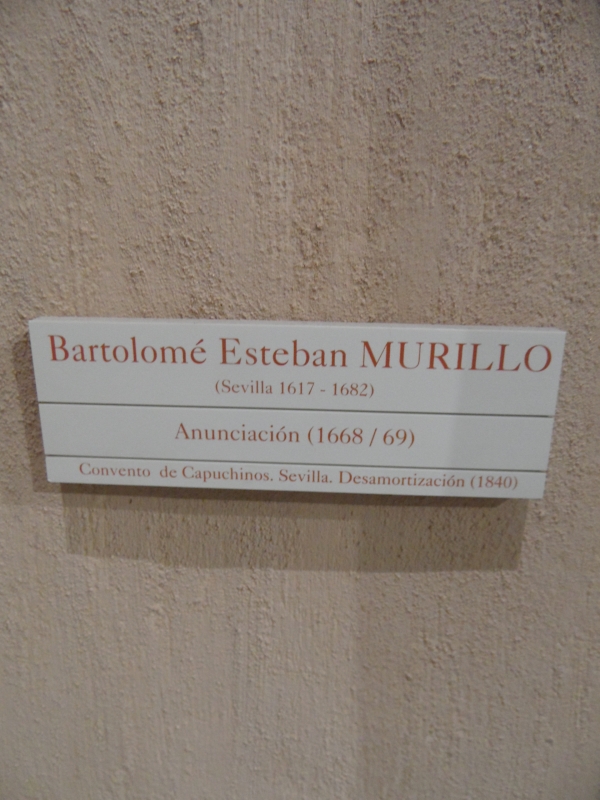 Bartolomé Esteban MURILLO
(Sevilla 1617 - 1682)
Anunciación (1668 / 69)
Convento de Capuchinos. Sevilla. Desamortización (1840)